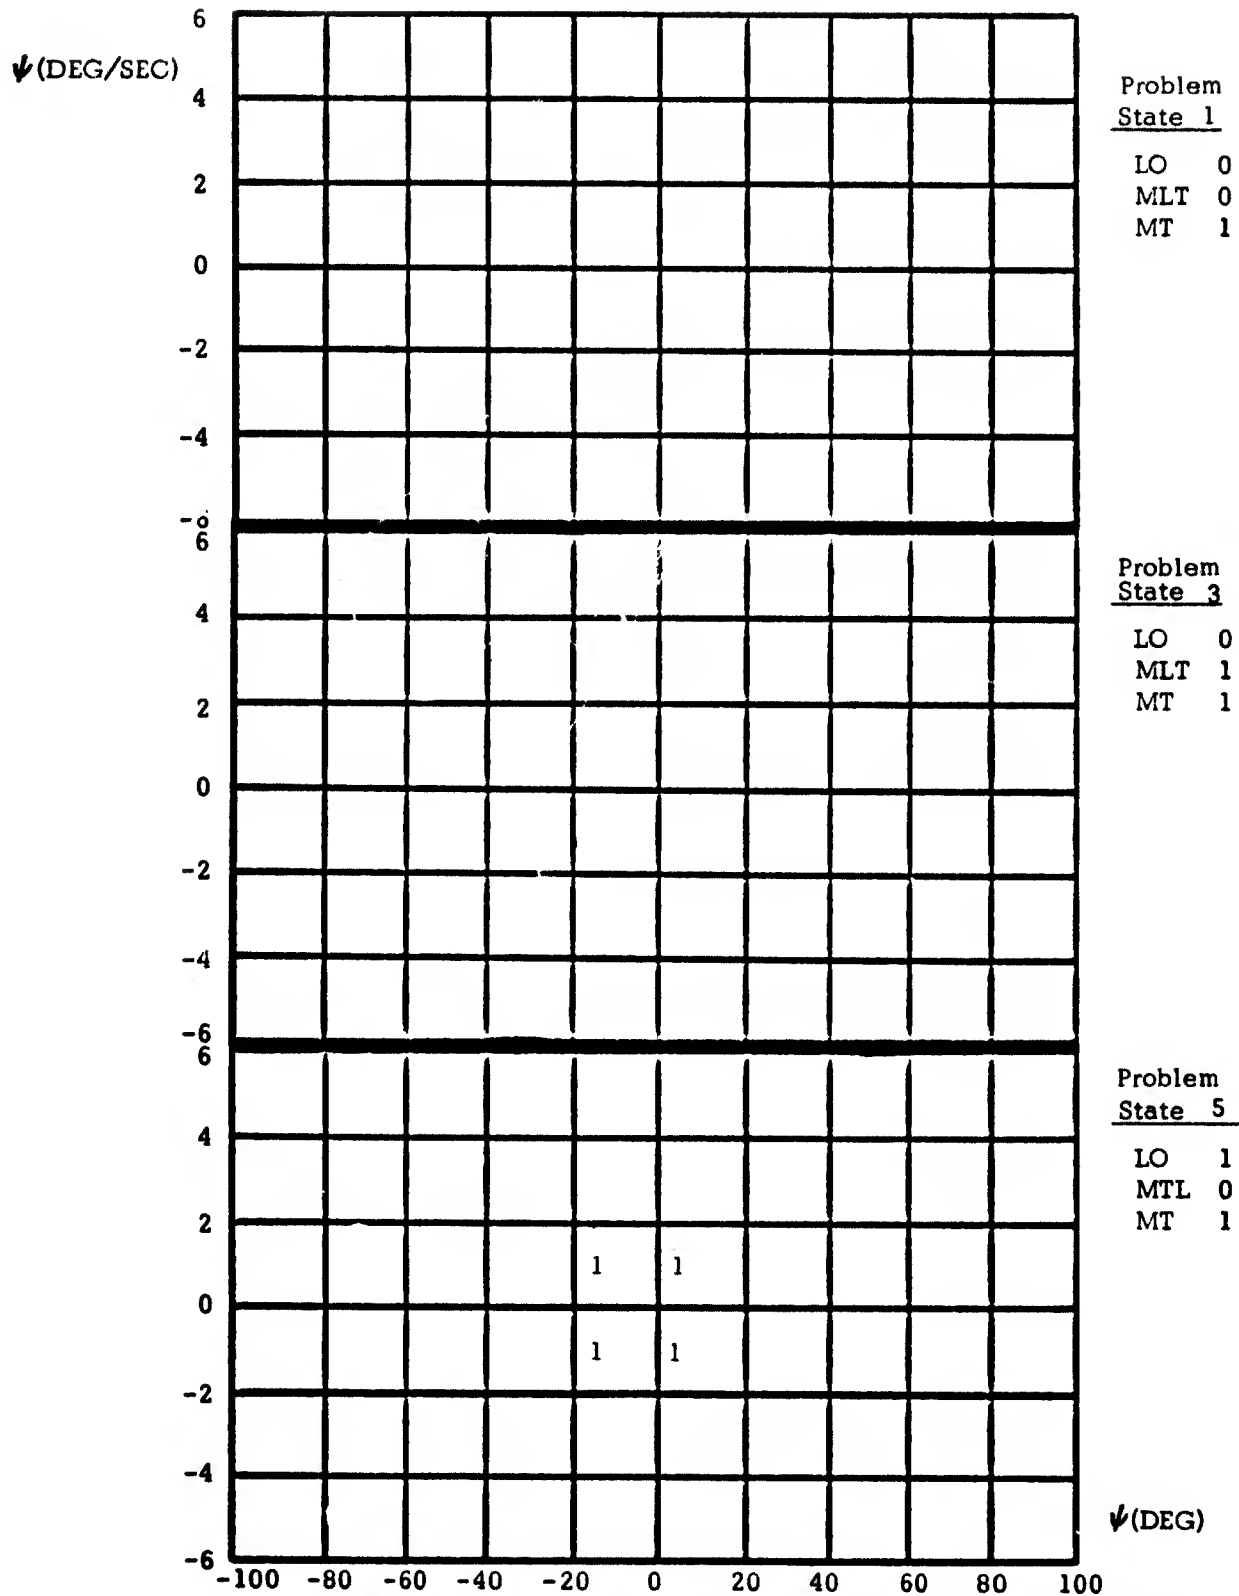 6
ψ(DEG/SEC)
4
2
0
-2
-4
Problem
State 1
LO 0
MLT 0
MT 1
6
4
2
0
-2
-4
-6
Problem
State 3
LO 0
MLT 1
MT 1
6
4
2
0
-2
-4
-6
1 1
1 1
Problem
State 5
LO 1
MTL 0
MT 1
ψ(DEG)
-100 -80 -60 -40 -20 0 20 40 60 80 100